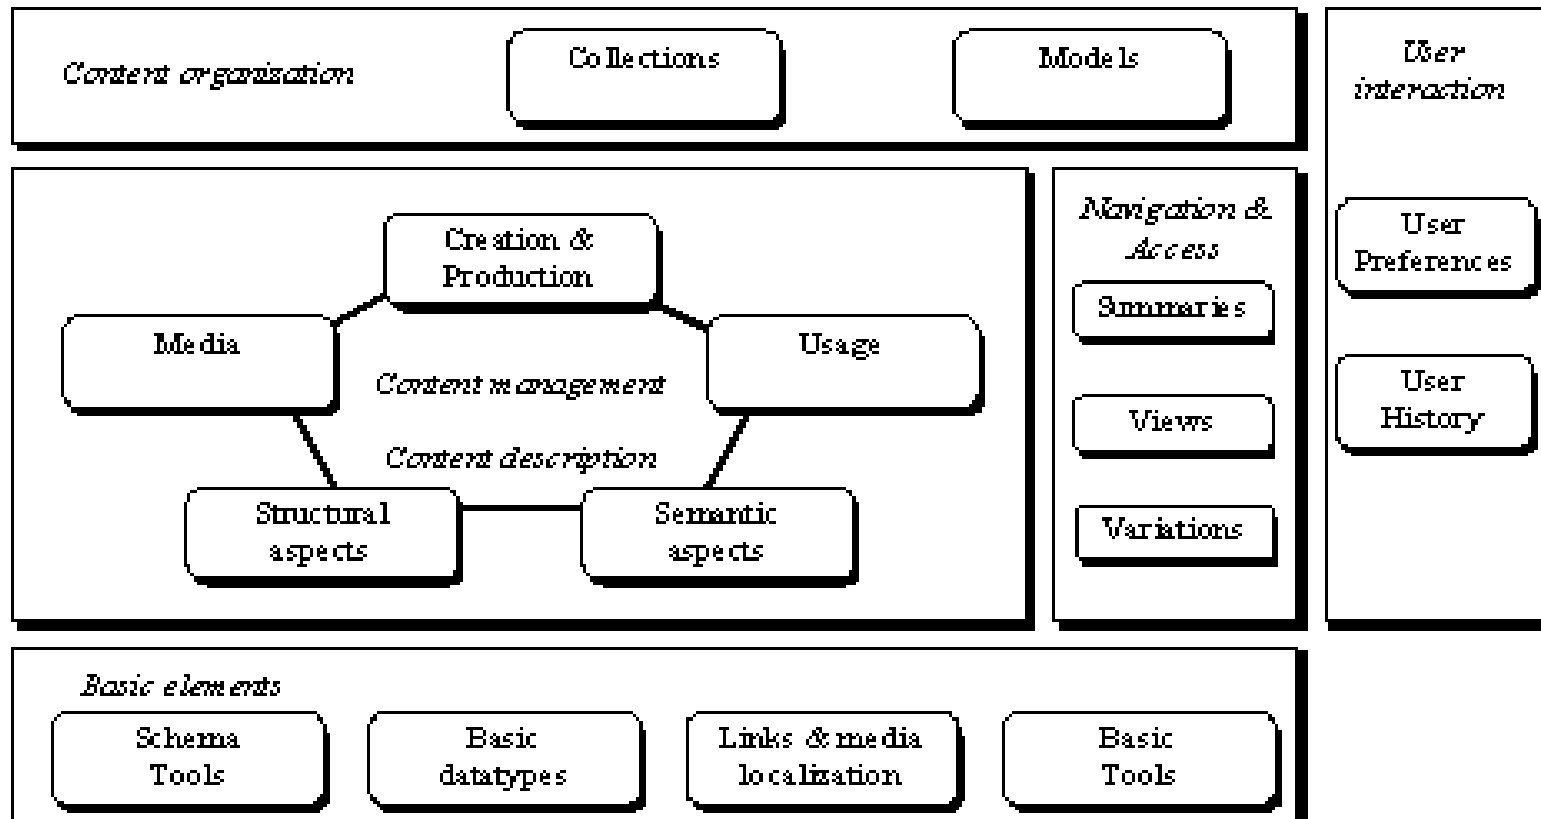 Content organization
Collections
Models
User
interaction
Creation &
Production
Media
Usage
Content management
Content description
Structural
aspects
Semantic
aspects
Navigation &
Access
Summaries
Views
Variations
User
Preferences
User
History
Basic elements
Schema
Tools
Basic
datatypes
Links & media
localization
Basic
Tools